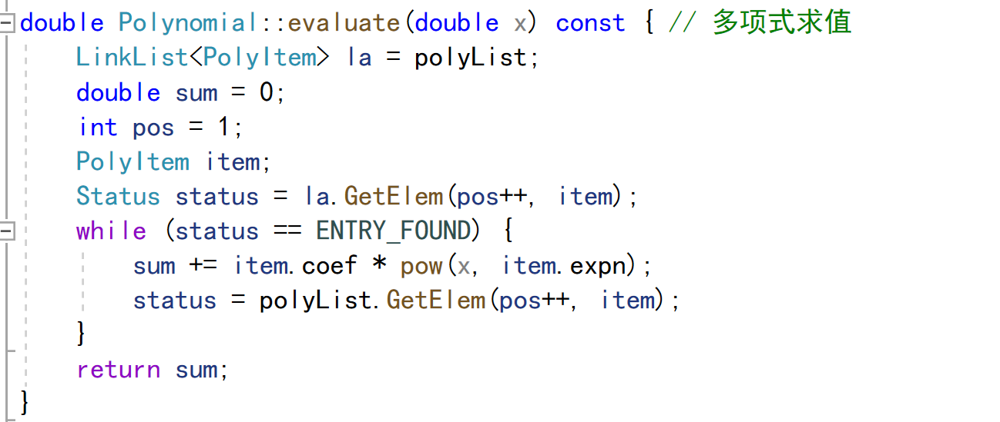 double Polynomial::evaluate(double x) const { // 多项式求值
    LinkList<PolyItem> la = polyList;
    double sum = 0;
    int pos = 1;
    PolyItem item;
    Status status = la.GetElem(pos++, item);
    while (status == ENTRY_FOUND) {
        sum += item.coef * pow(x, item.expn);
        status = polyList.GetElem(pos++, item);
    }
    return sum;
}